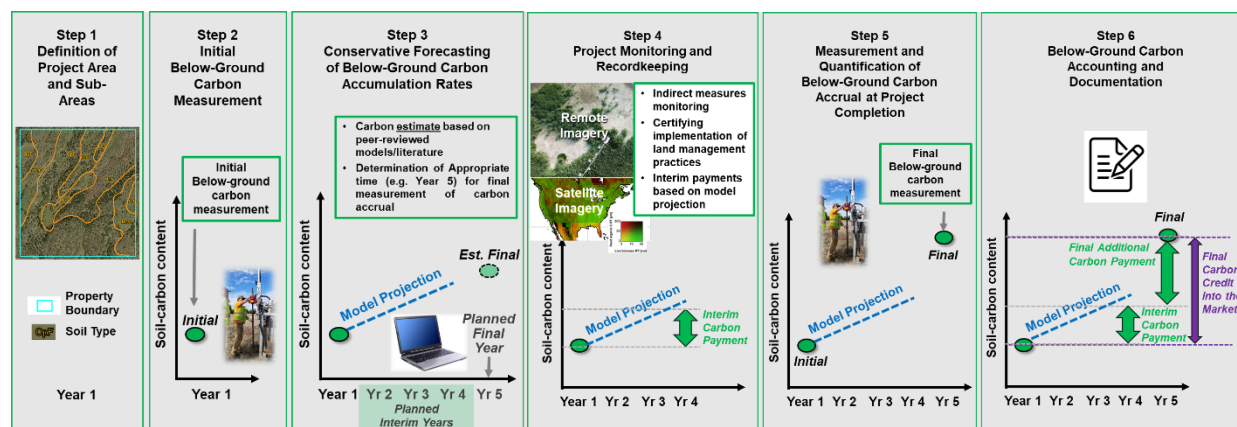 Step 1
Definition of
Project Area
and Sub-
Areas
Property
Boundary
Soil Type
Year 1
Step 2
Initial
Below-Ground
Carbon
Measurement
Initial
Below-ground
carbon
measurement
Soil-carbon content
Initial
Year 1
Step 3
Conservative Forecasting
of Below-Ground Carbon
Accumulation Rates
• Carbon estimate based on
peer-reviewed
models/literature
• Determination of Appropriate
time (e.g. Year 5) for final
measurement of carbon
accrual
Soil-carbon content
Est. Final
Model Projection
Planned
Final
Year
Year 1 Yr 2 Yr 3 Yr 4 Yr 5
Planned
Interim Years
Step 4
Project Monitoring and
Recordkeeping
Remote
Imagery
Satellite
Imagery
• Indirect measures
monitoring
• Certifying
implementation of
land management
practices
• Interim payments
based on model
projection
Soil-carbon content
Model Projection
Interim
Carbon
Payment
Year 1 Yr 2 Yr 3 Yr 4
Step 5
Measurement and
Quantification of
Below-Ground Carbon
Accrual at Project
Completion
Final
Below-ground
carbon
measurement
Soil-carbon content
Final
Model Projection
Initial
Year 1 Yr 2 Yr 3 Yr 4 Yr 5
Step 6
Below-Ground Carbon
Accounting and
Documentation
Soil-carbon content
Final
Final Additional
Carbon Payment
Final
Carbon
Credit
Into the
Market
Model Projection
Interim
Carbon
Payment
Year 1 Yr 2 Yr 3 Yr 4 Yr 5